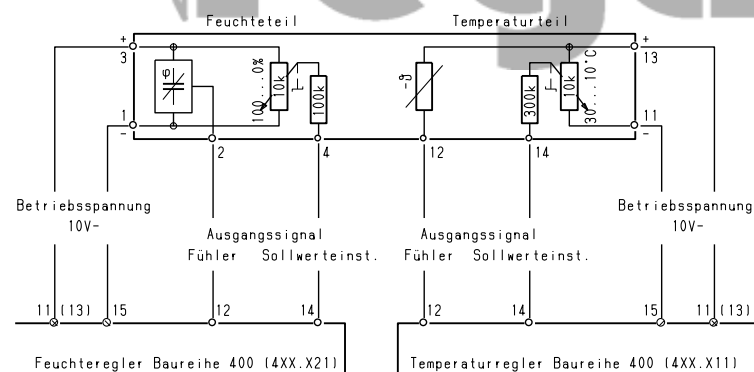 Feuchteteil Temperaturteil
+ +
3 13
φ 100...0% 10k 100k -ϑ 300k 10k 30...10°C
1 11
- -
2 4 12 14
Betriebsspannung Betriebsspannung
10V- 10V-
Ausgangssignal Ausgangssignal
Fühler Sollwerteinst. Fühler Sollwerteinst.
11 (13) 15 12 14 12 14 15 11 (13)
Feuchteregler Baureihe 400 (4XX.X21) Temperaturregler Baureihe 400 (4XX.X11)